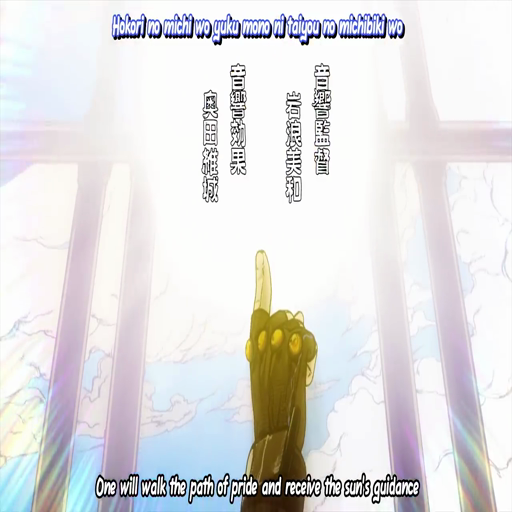 Hokori no michi wo yuku mono ni taiyou no michibiki wo
音響監督
岩浪美和
音響効果
奥田維城
One will walk the path of pride and receive the sun's guidance